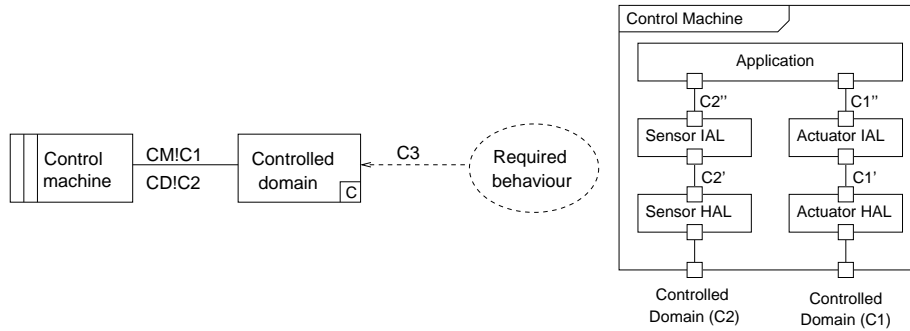 Control
machine
CM!C1
CD!C2
Controlled
domain
C
C3
Required
behaviour
Control Machine
Application
C2''
C1''
Sensor IAL
Actuator IAL
C2'
C1'
Sensor HAL
Actuator HAL
Controlled
Domain (C2)
Controlled
Domain (C1)